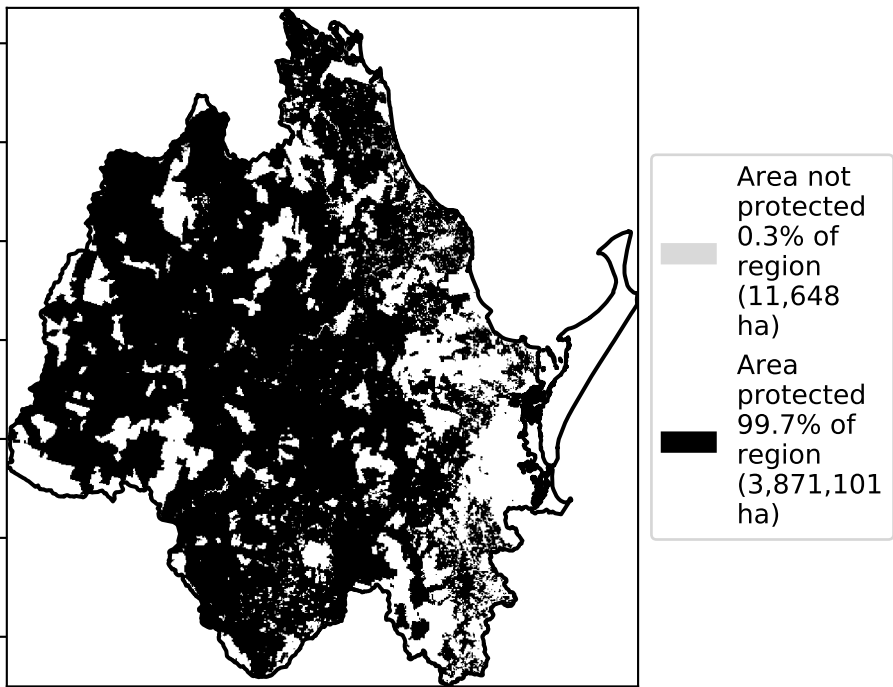 Area not
protected
0.3% of
region
(11,648
ha)
Area
protected
99.7% of
region
(3,871,101
ha)